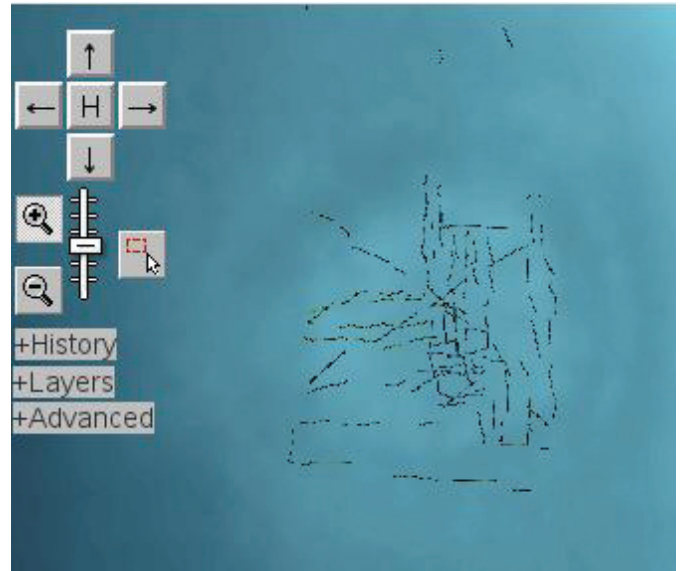 ↑
← H →
↓
+History
+Layers
+Advanced